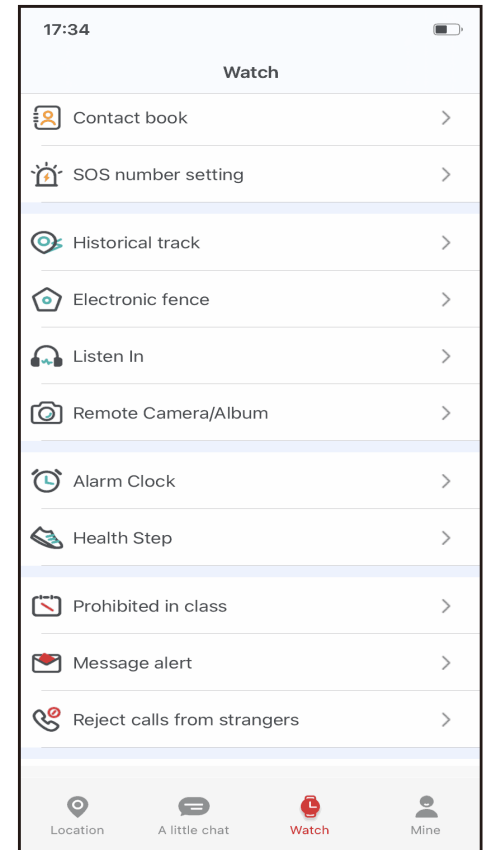 17:34
Watch
Contact book
SOS number setting
Historical track
Electronic fence
Listen In
Remote Camera/Album
Alarm Clock
Health Step
Prohibited in class
Message alert
Reject calls from strangers
Location
A little chat
Watch
Mine